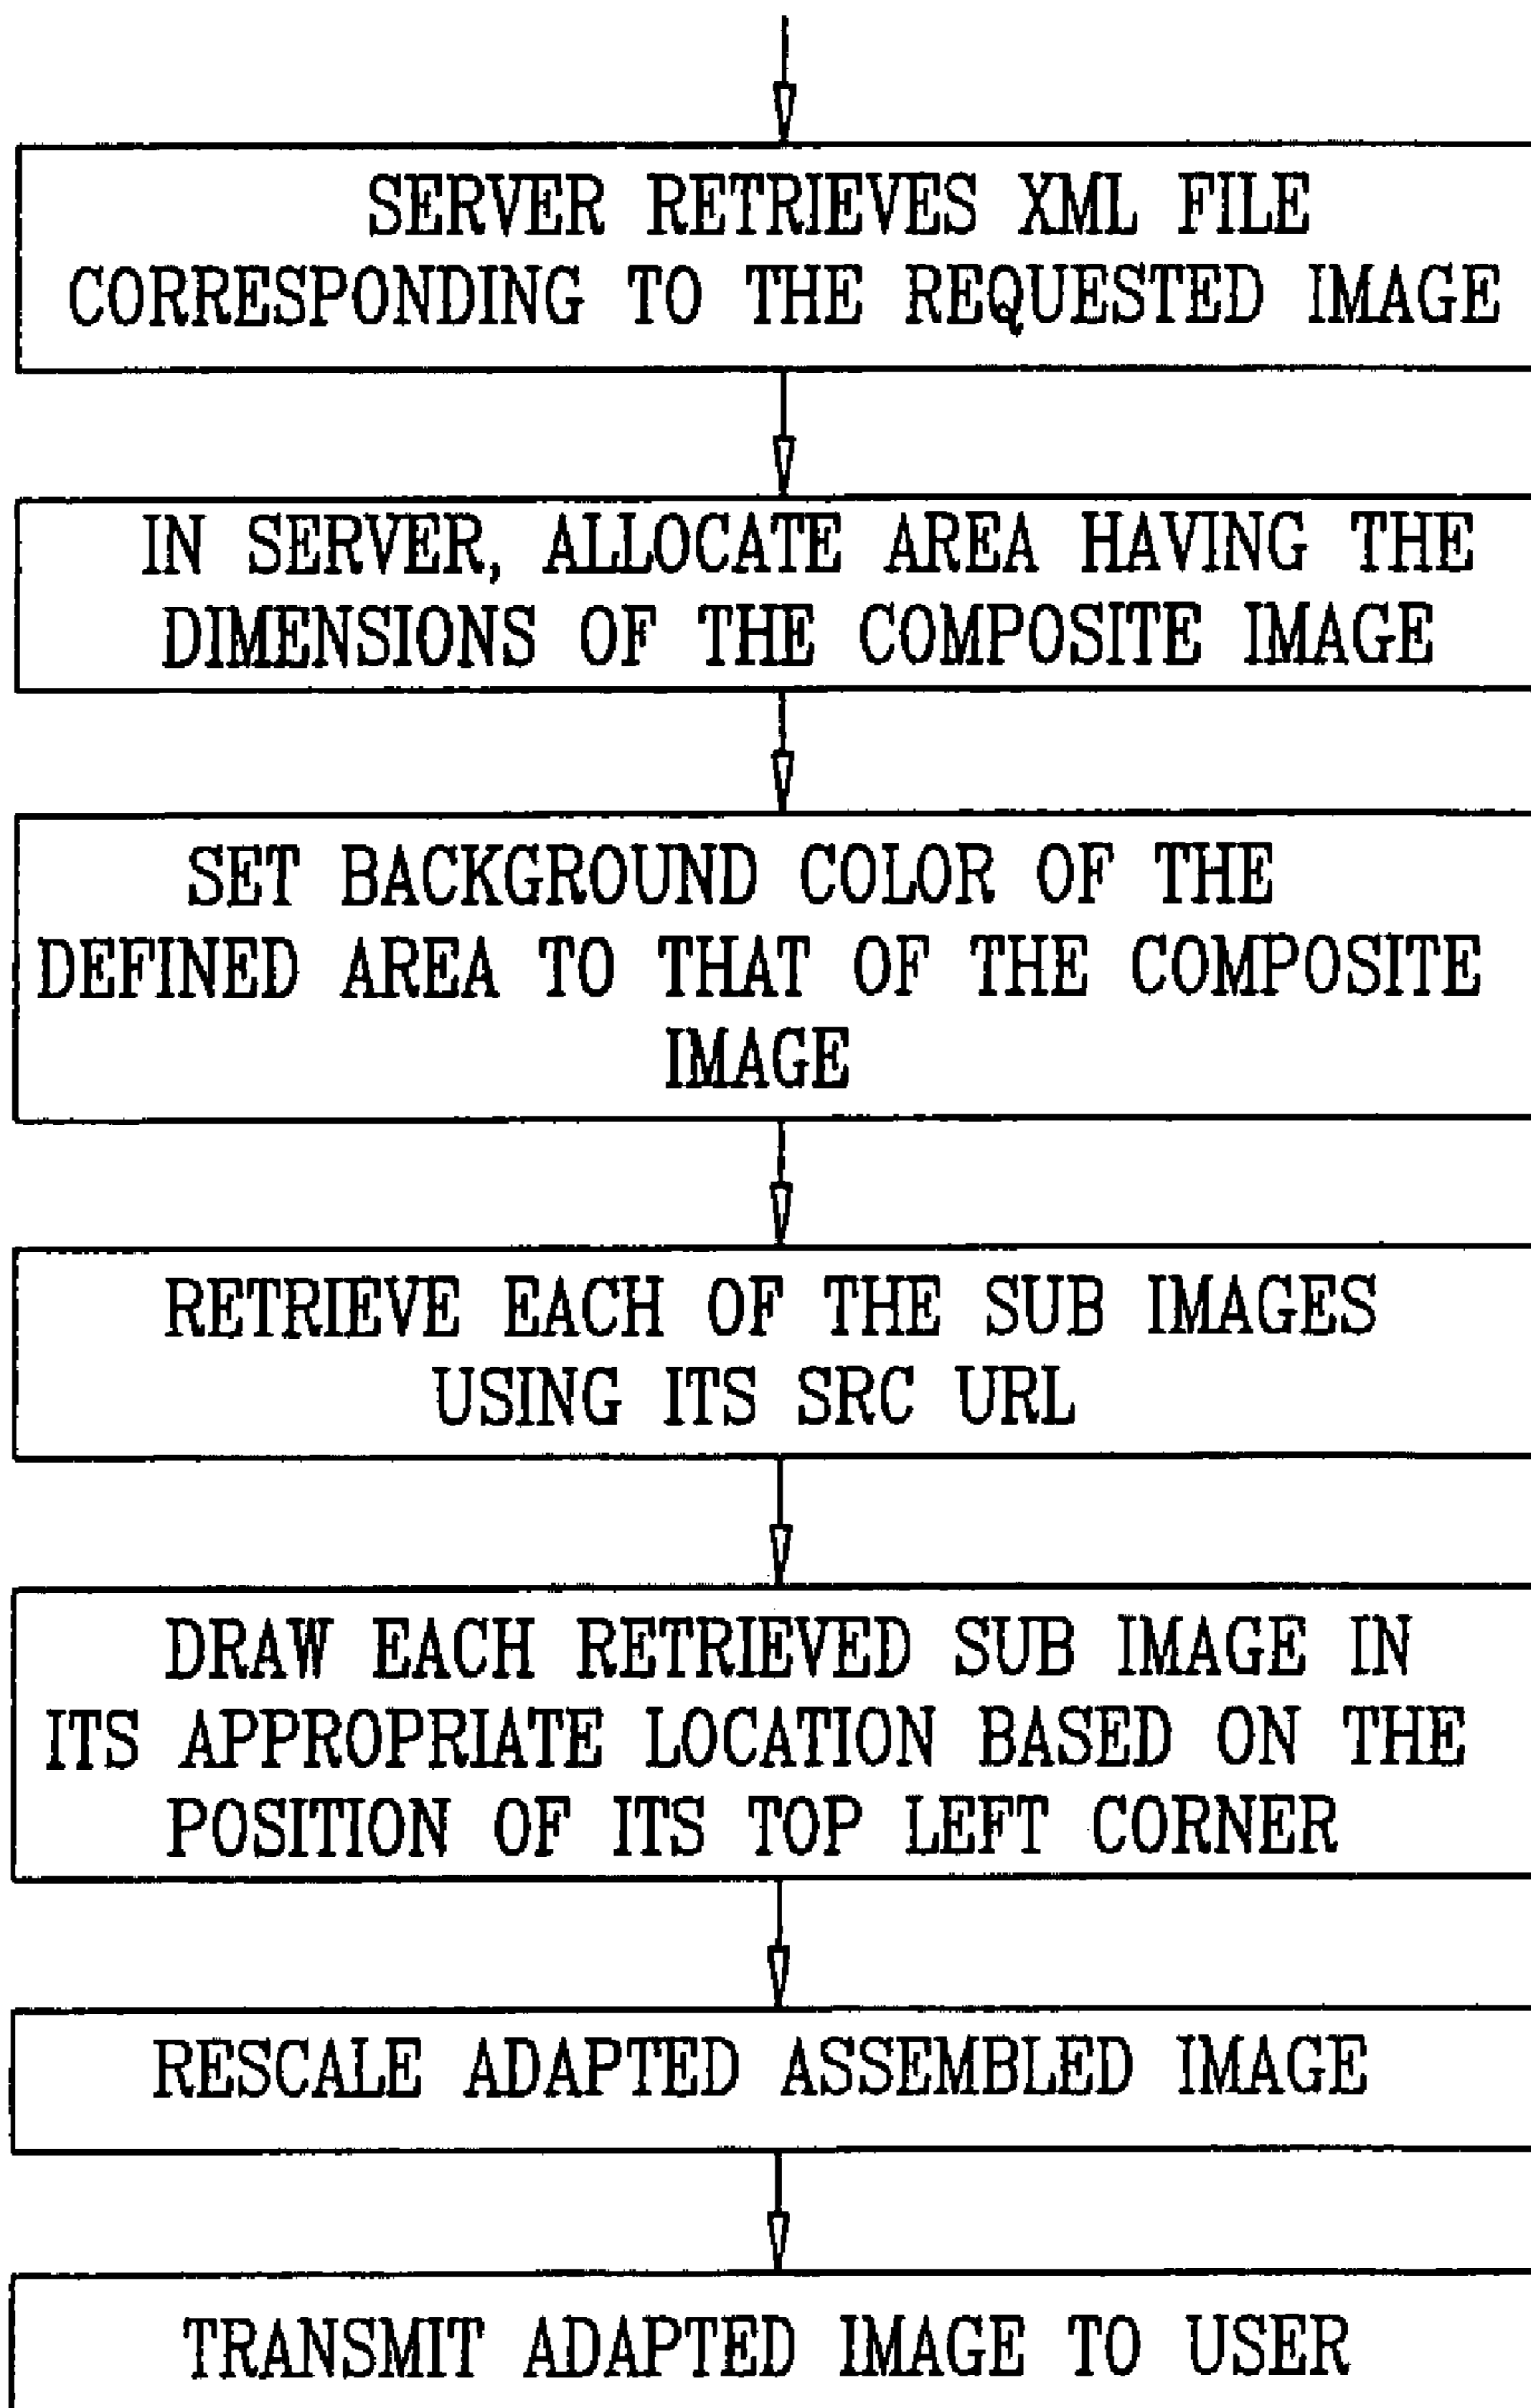 SERVER RETRIEVES XML FILE
CORRESPONDING TO THE REQUESTED IMAGE
IN SERVER, ALLOCATE AREA HAVING THE
DIMENSIONS OF THE COMPOSITE IMAGE
SET BACKGROUND COLOR OF THE
DEFINED AREA TO THAT OF THE COMPOSITE
IMAGE
RETRIEVE EACH OF THE SUB IMAGES
USING ITS SRC URL
DRAW EACH RETRIEVED SUB IMAGE IN
ITS APPROPRIATE LOCATION BASED ON THE
POSITION OF ITS TOP LEFT CORNER
RESCALE ADAPTED ASSEMBLED IMAGE
TRANSMIT ADAPTED IMAGE TO USER